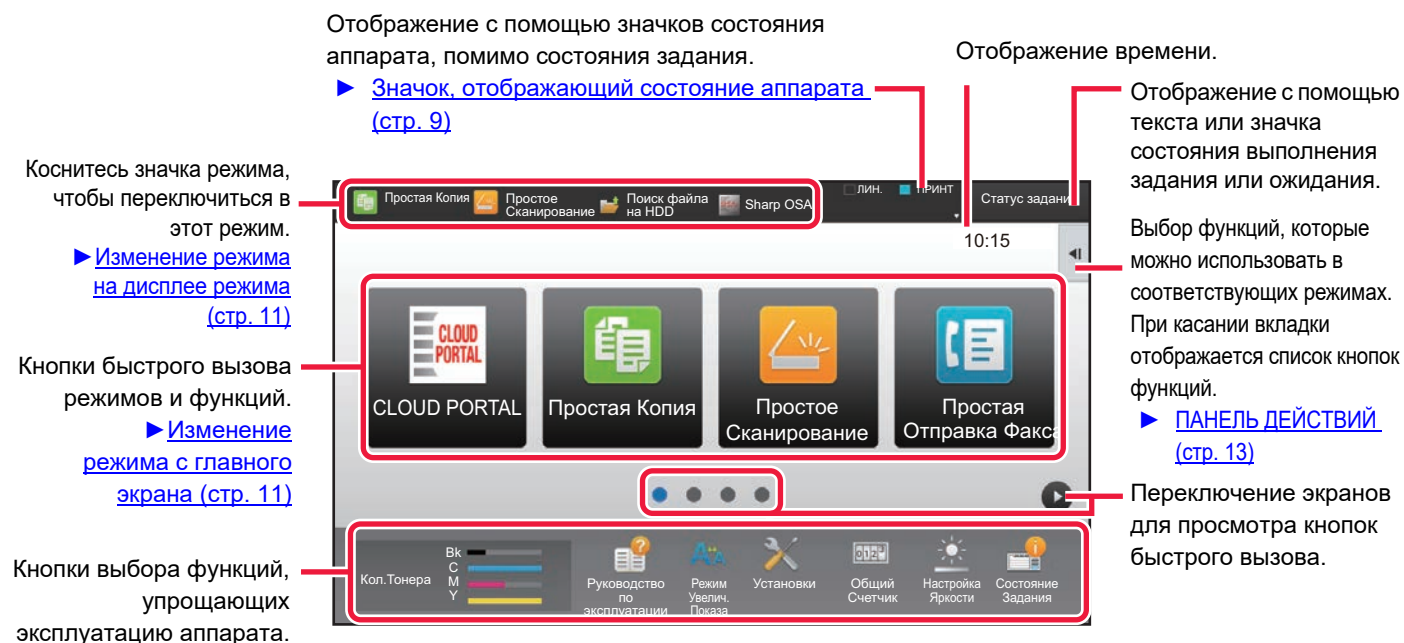 Отображение с помощью значков состояния
аппарата, помимо состояния задания.
► Значок, отображающий состояние аппарата
(стр. 9)
Отображение времени.
Отображение с помощью
текста или значка
состояния выполнения
задания или ожидания.
Коснитесь значка режима,
чтобы переключиться в
этот режим.
►Изменение режима
на дисплее режима
(стр. 11)
Простая Копия
Простое
Сканирование
Поиск файла
на HDD
Sharp OSA
ЛИН.
ПРИНТ
Статус задани
10:15
Выбор функций, которые
можно использовать в
соответствующих режимах.
При касании вкладки
отображается список кнопок
функций.
► ПАНЕЛЬ ДЕЙСТВИЙ
(стр. 13)
Кнопки быстрого вызова
режимов и функций.
►Изменение
режима с главного
экрана (стр. 11)
CLOUD
PORTAL
CLOUD PORTAL
Простая Копия
Простое
Сканирование
Простая
Отправка Факса
Переключение экранов
для просмотра кнопок
быстрого вызова.
Кнопки выбора функций,
упрощающих
эксплуатацию аппарата.
Кол.Тонера
Bk
C
M
Y
Руководство
по
эксплуатации
Режим
Увелич.
Показа
Установки
Общий
Счетчик
Настройка
Яркости
Состояние
Задания